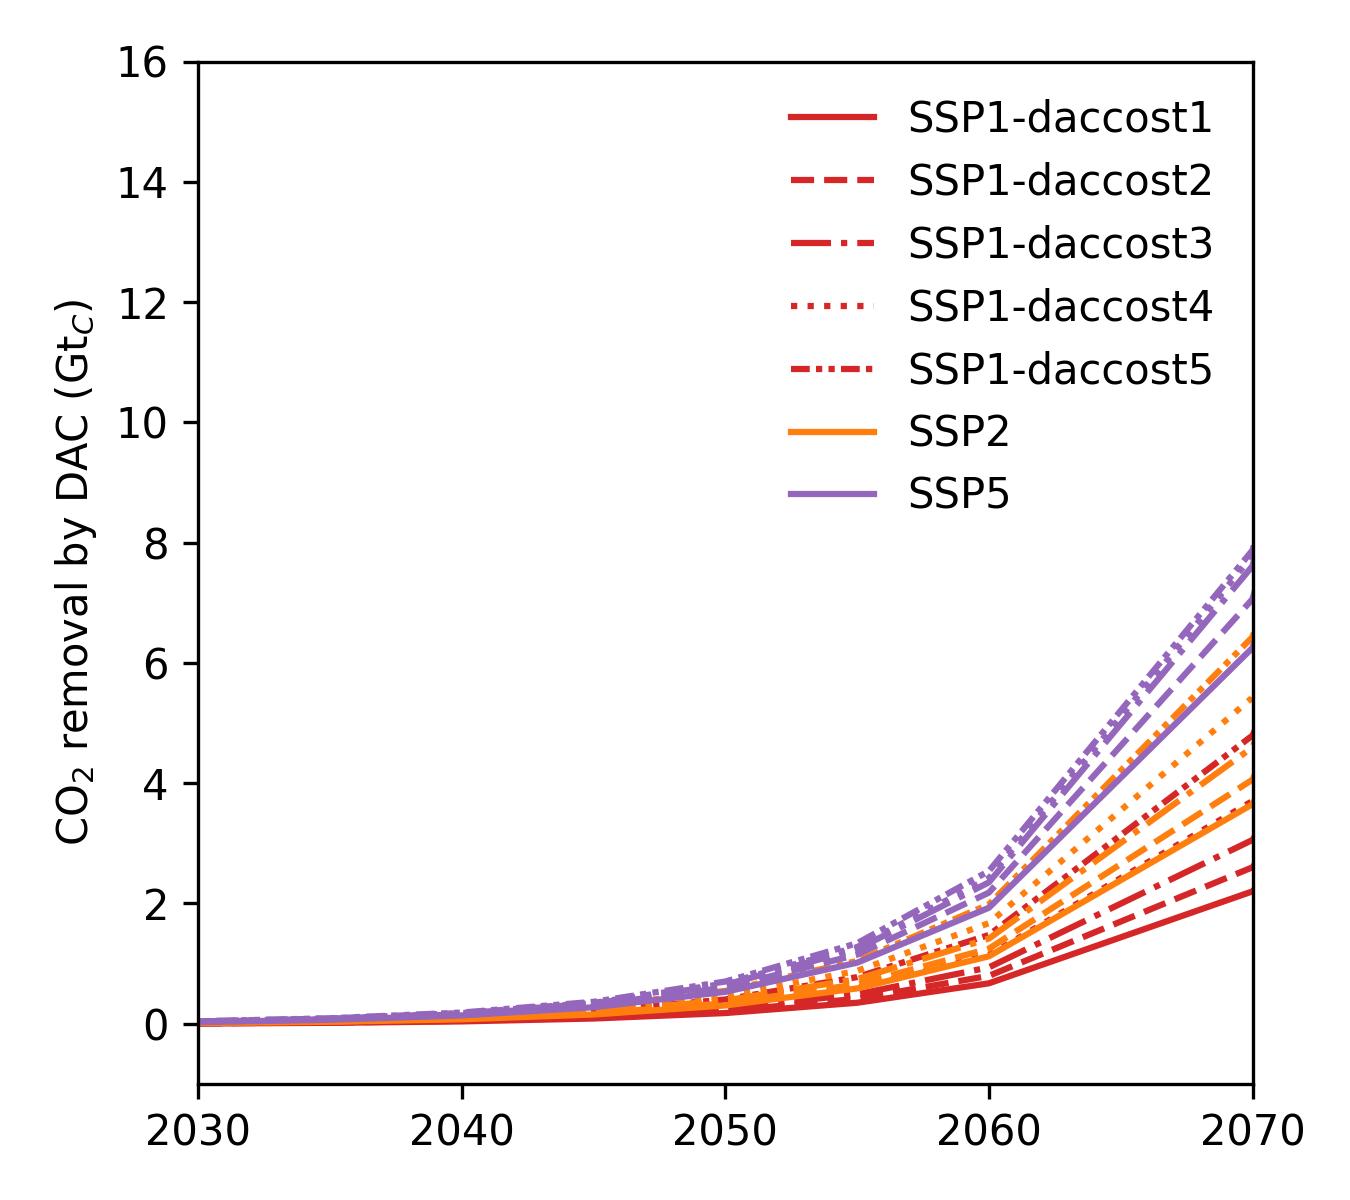 CO₂ removal by DAC (Gt_C)
16
14
12
10
8
6
4
2
0
2030 2040 2050 2060 2070
SSP1-daccost1
SSP1-daccost2
SSP1-daccost3
SSP1-daccost4
SSP1-daccost5
SSP2
SSP5